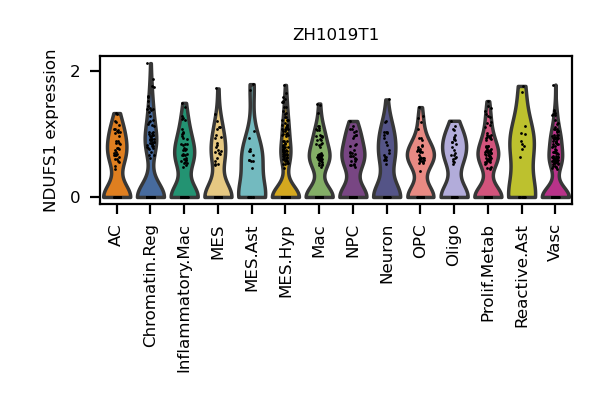 ZH1019T1
NDUFS1 expression
2
0
AC
Chromatin.Reg
Inflammatory.Mac
MES
MES.Ast
MES.Hyp
Mac
NPC
Neuron
OPC
Oligo
Prolif.Metab
Reactive.Ast
Vasc